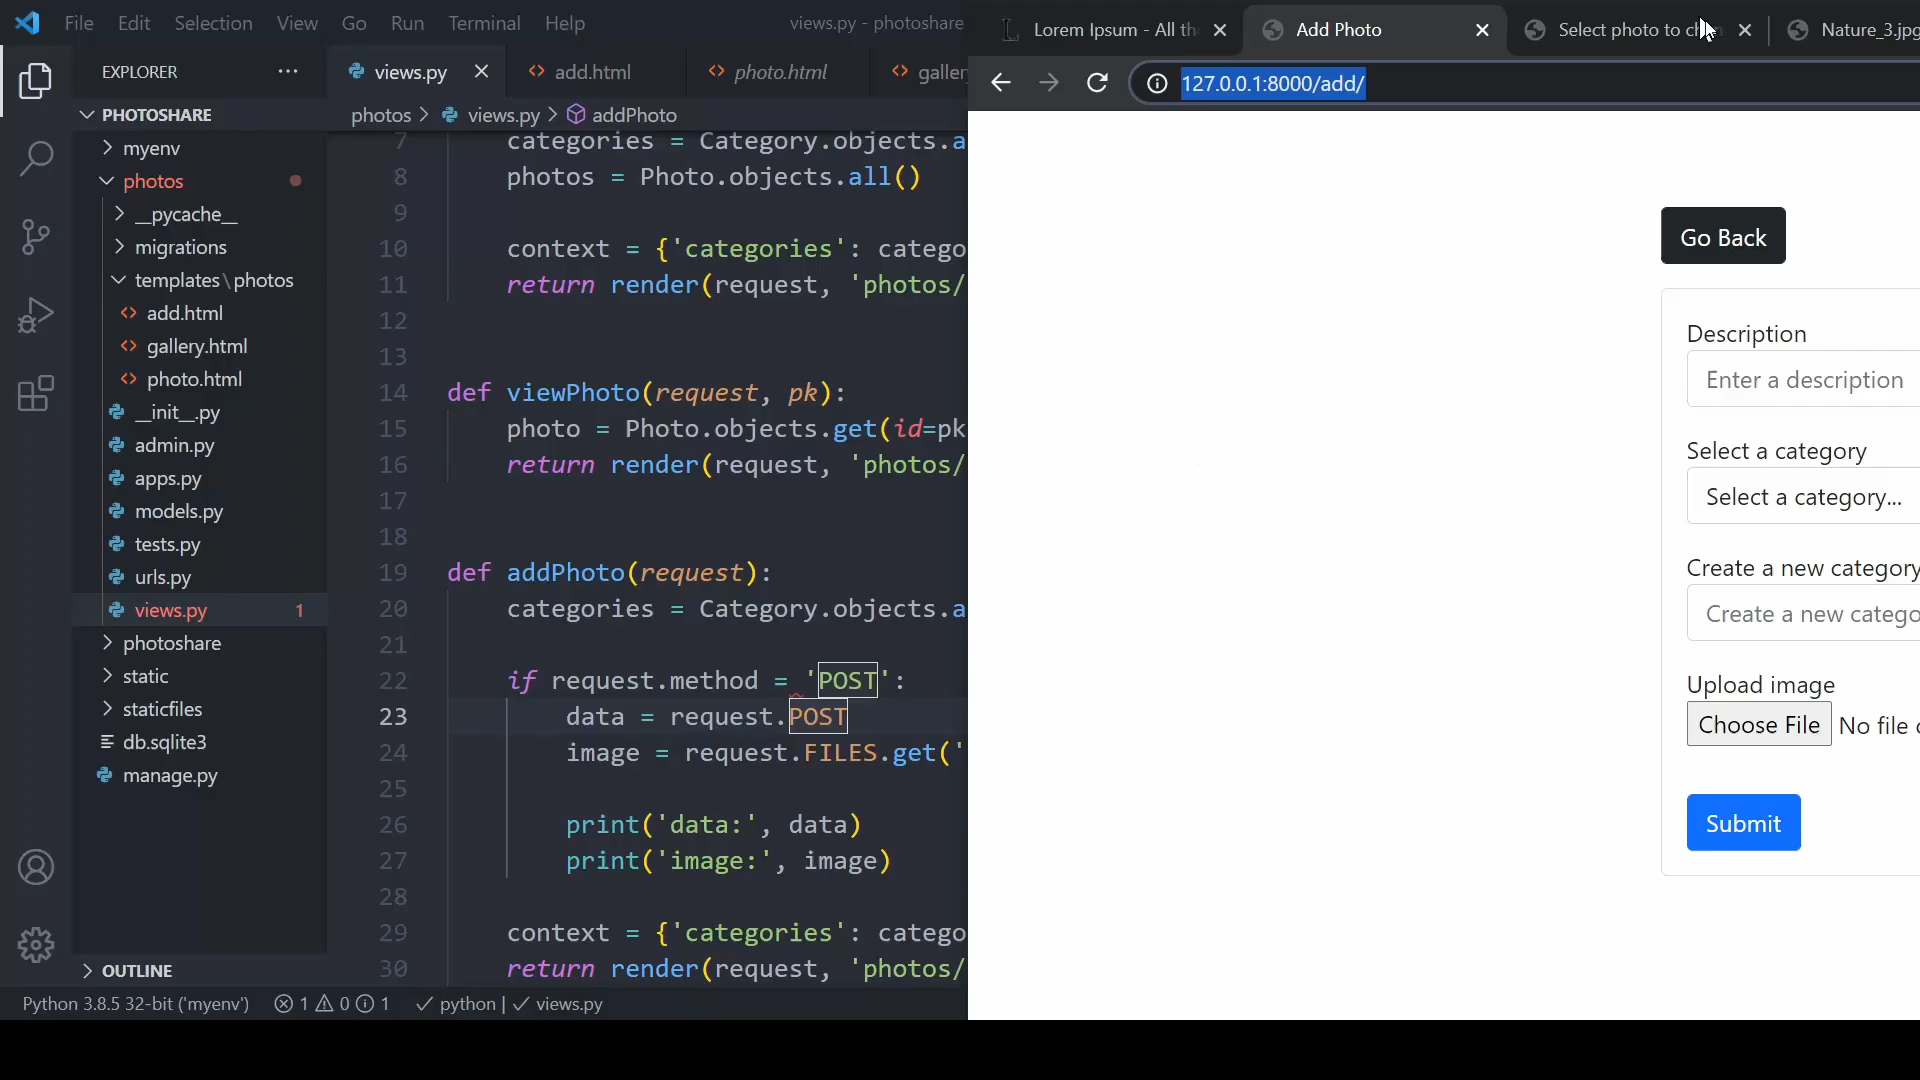 File Edit Selection View Go Run Terminal Help views.py - photoshare
EXPLORER ···
PHOTOSHARE
myenv
photos
__pycache__
migrations
templates\photos
add.html
gallery.html
photo.html
__init__.py
admin.py
apps.py
models.py
tests.py
urls.py
views.py 1
photoshare
static
staticfiles
db.sqlite3
manage.py
OUTLINE
views.py add.html photo.html galler
photos > views.py > addPhoto
7 categories = Category.objects.a
8 photos = Photo.objects.all()
9
10 context = {'categories': catego
11 return render(request, 'photos/
12
13
14 def viewPhoto(request, pk):
15 photo = Photo.objects.get(id=pk
16 return render(request, 'photos/
17
18
19 def addPhoto(request):
20 categories = Category.objects.a
21
22 if request.method = 'POST':
23 data = request.POST
24 image = request.FILES.get('
25
26 print('data:', data)
27 print('image:', image)
28
29 context = {'categories': catego
30 return render(request, 'photos/
Python 3.8.5 32-bit ('myenv') 1 0 1 python | views.py
Lorem Ipsum - All th Add Photo Select photo to ch Nature_3.jpg
127.0.0.1:8000/add/
Go Back
Description
Enter a description
Select a category
Select a category...
Create a new category
Create a new catego
Upload image
Choose File No file c
Submit